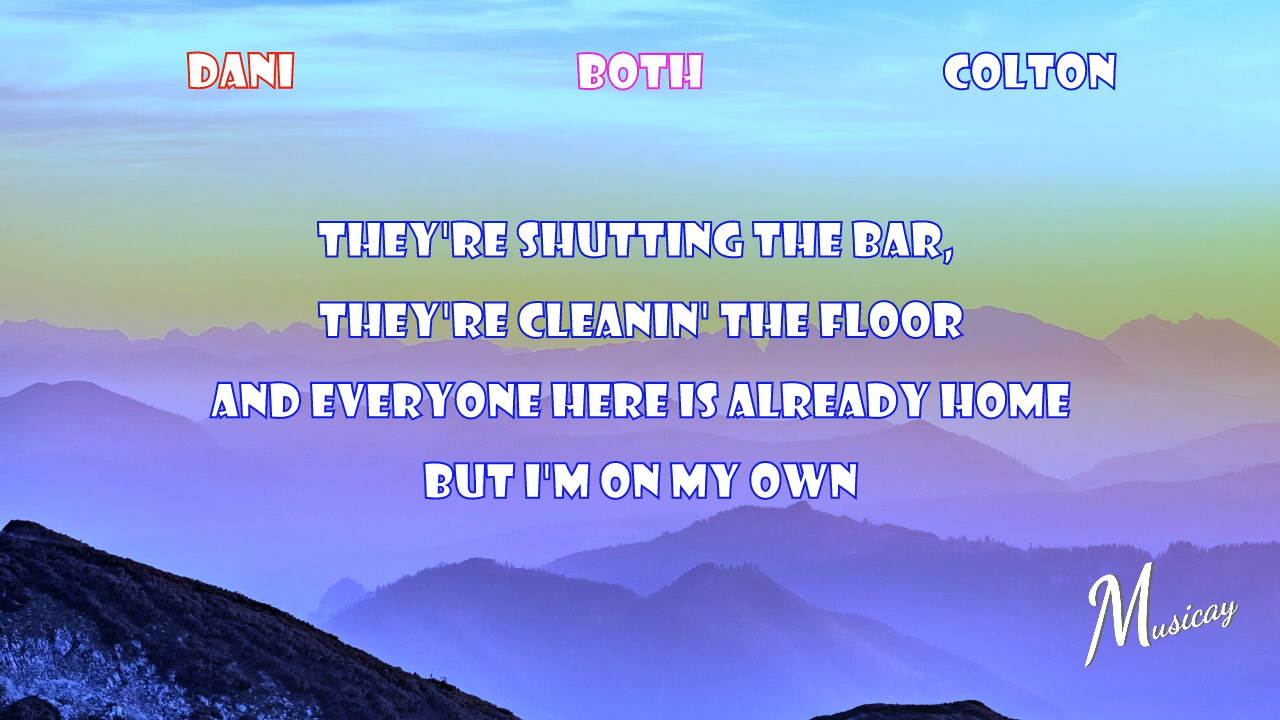 DANI BOTH COLTON
THEY'RE SHUTTING THE BAR,
THEY'RE CLEANIN' THE FLOOR
AND EVERYONE HERE IS ALREADY HOME
BUT I'M ON MY OWN
Musicay